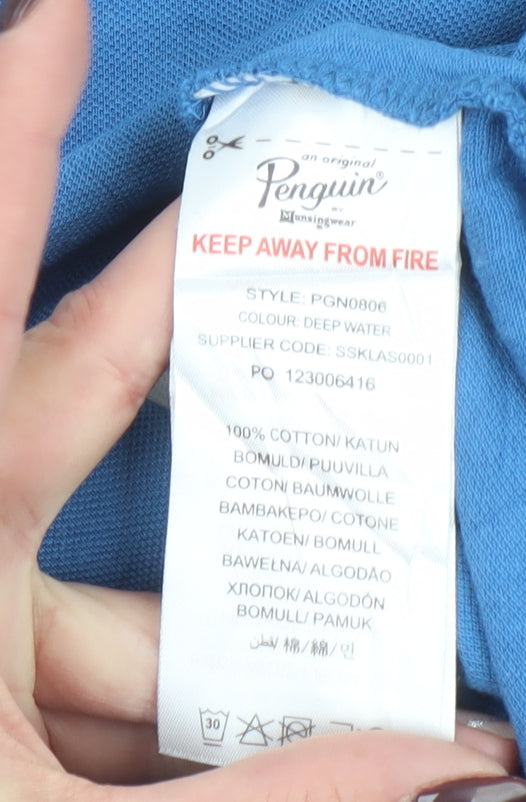 an original
Penguin®
BY
Munsingwear
KEEP AWAY FROM FIRE
STYLE: PGN0806
COLOUR: DEEP WATER
SUPPLIER CODE: SSKLAS0001
PO 123006416
100% COTTON/ KATUN
BOMULD/ PUUVILLA
COTON/ BAUMWOLLE
ΒΑΜΒΑΚΕΡΟ/ COTONE
KATOEN/ BOMULL
BAWEŁNA/ ALGODÃO
ХЛОПОК/ ALGODÓN
BOMULL/ PAMUK
قطن/ 棉/ 綿/ 면
30